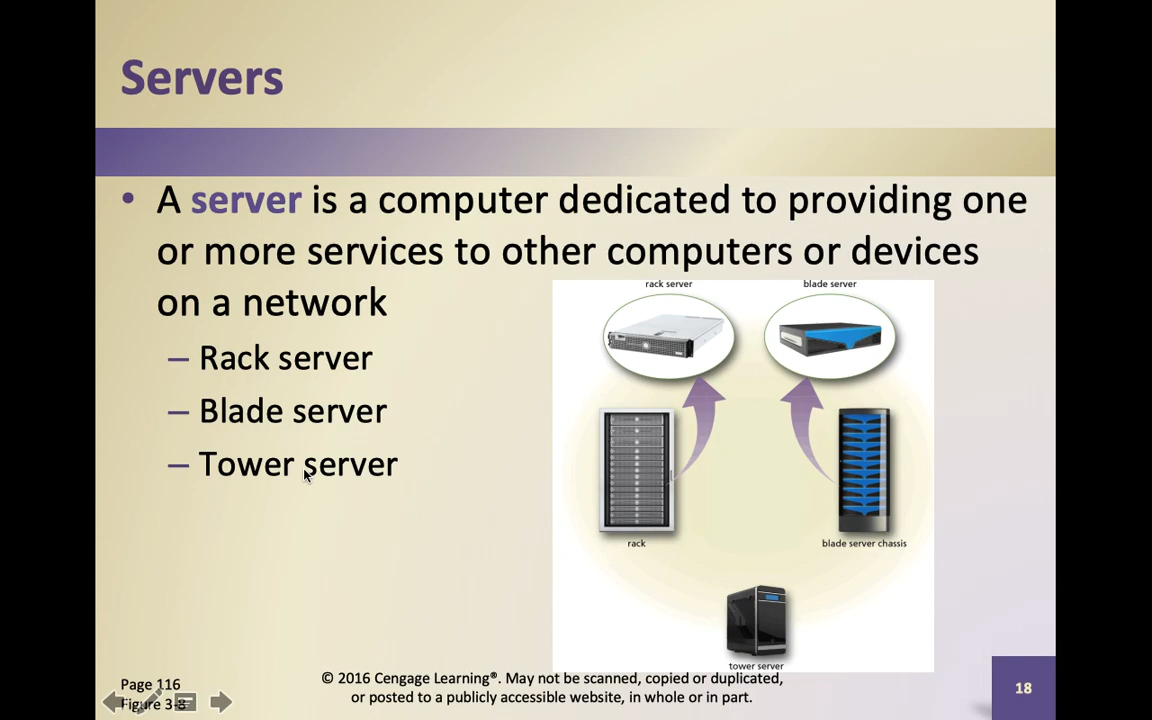 Servers
• A server is a computer dedicated to providing one
or more services to other computers or devices
on a network
– Rack server
– Blade server
– Tower server
rack server
blade server
rack
blade server chassis
tower server
Page 116
Figure 3-8
© 2016 Cengage Learning®. May not be scanned, copied or duplicated,
or posted to a publicly accessible website, in whole or in part.
18